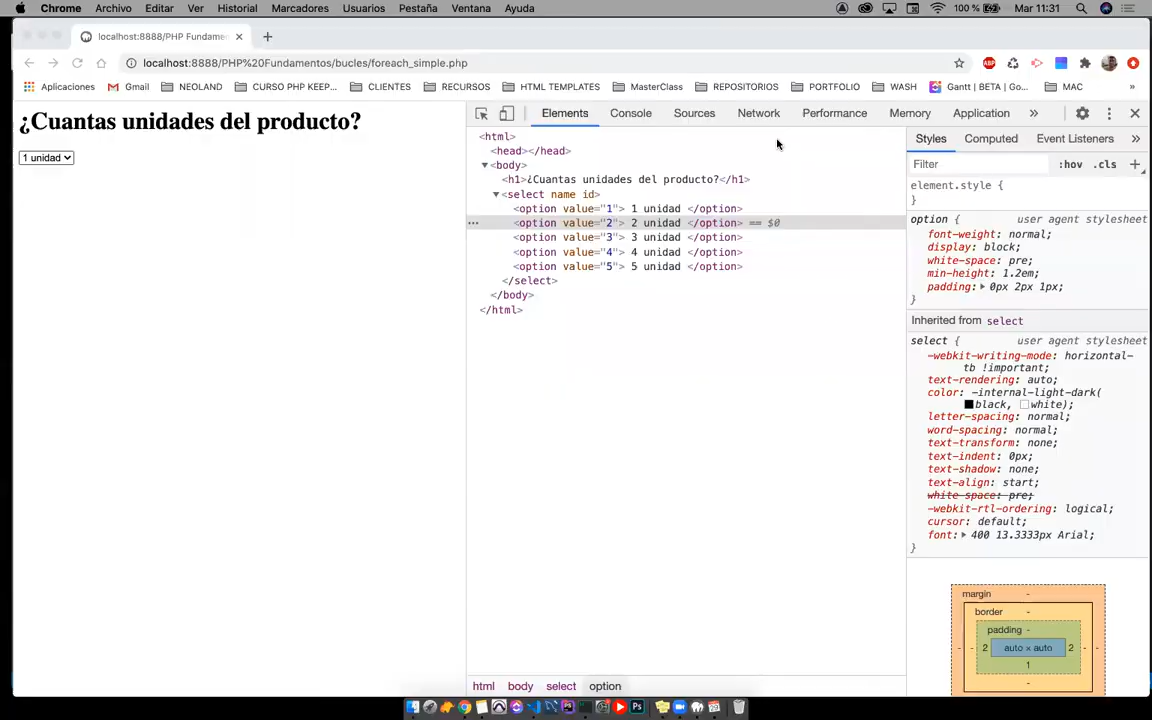 Chrome Archivo Editar Ver Historial Marcadores Usuarios Pestaña Ventana Ayuda 100 % Mar 11:31
localhost:8888/PHP Fundamen
localhost:8888/PHP%20Fundamentos/bucles/foreach_simple.php
Aplicaciones Gmail NEOLAND CURSO PHP KEEP... CLIENTES RECURSOS HTML TEMPLATES MasterClass REPOSITORIOS PORTFOLIO WASH Gantt | BETA | Go... MAC »
¿Cuantas unidades del producto?
1 unidad
Elements Console Sources Network Performance Memory Application »
<html>
<head></head>
<body>
<h1>¿Cuantas unidades del producto?</h1>
<select name id>
<option value="1"> 1 unidad </option>
<option value="2"> 2 unidad </option> == $0
<option value="3"> 3 unidad </option>
<option value="4"> 4 unidad </option>
<option value="5"> 5 unidad </option>
</select>
</body>
</html>
html body select option
Styles Computed Event Listeners »
Filter :hov .cls +
element.style {
}
option { user agent stylesheet
font-weight: normal;
display: block;
white-space: pre;
min-height: 1.2em;
padding: 0px 2px 1px;
}
Inherited from select
select { user agent stylesheet
-webkit-writing-mode: horizontal-
tb !important;
text-rendering: auto;
color: -internal-light-dark(
black, white);
letter-spacing: normal;
word-spacing: normal;
text-transform: none;
text-indent: 0px;
text-shadow: none;
text-align: start;
white-space: pre;
-webkit-rtl-ordering: logical;
cursor: default;
font: 400 13.3333px Arial;
}
margin -
border -
padding -
- - 2 auto × auto 2 - -
1
-